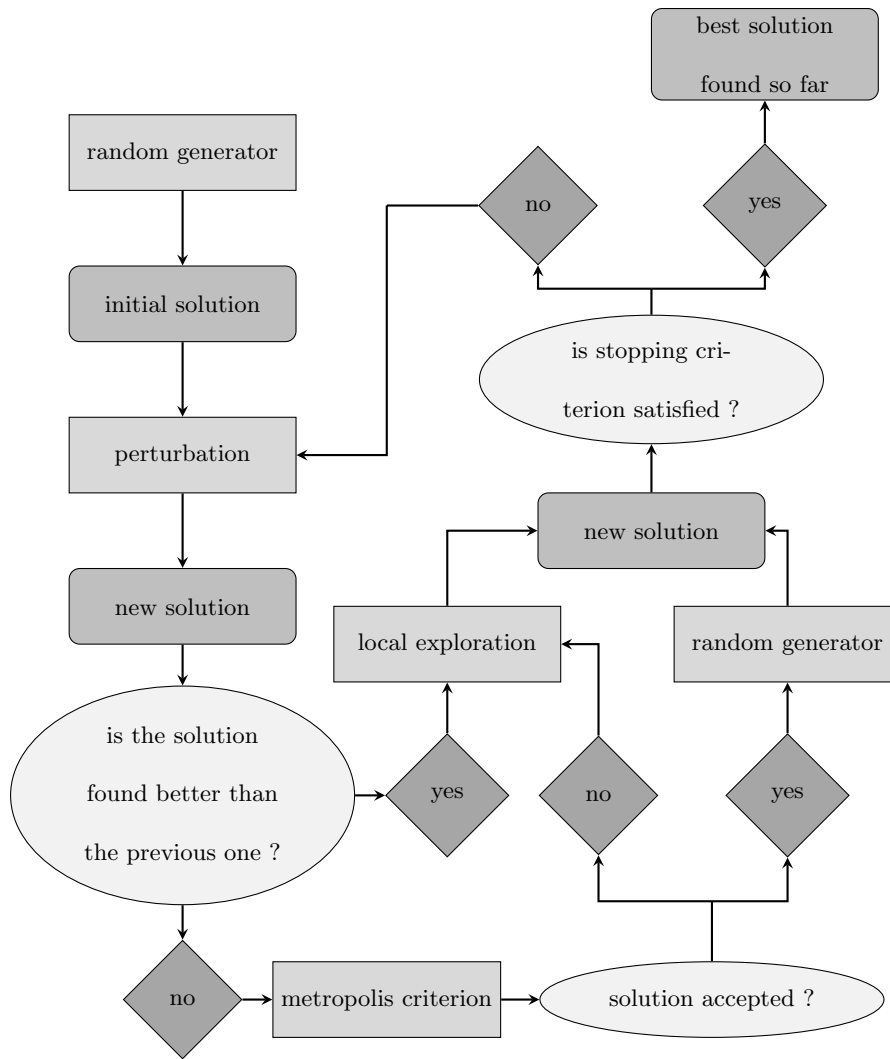 best solution
found so far
random generator
no
yes
initial solution
is stopping cri-
terion satisfied ?
perturbation
new solution
new solution
local exploration
random generator
is the solution
found better than
the previous one ?
yes
no
yes
no
metropolis criterion
solution accepted ?